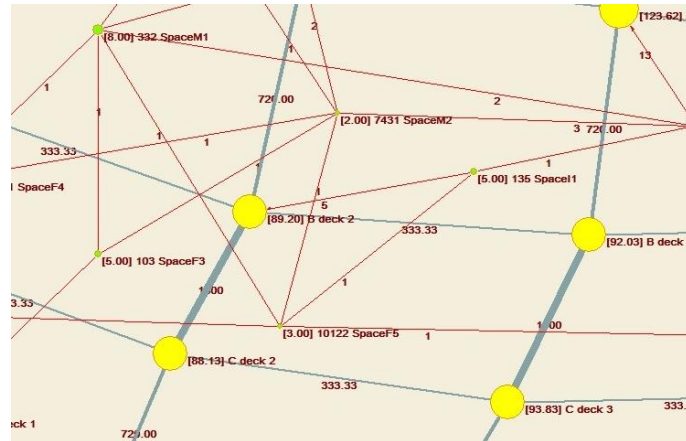 [123.62]
[8.00] 332 SpaceM1
2
1
13
1
720.00
2
1
1
[2.00] 7431 SpaceM2
3
720.00
1
1
333.33
1
1
[5.00] 135 SpaceI1
SpaceF4
1
5
[89.20] B deck 2
333.33
[92.03] B deck
[5.00] 103 SpaceF3
1
3.33
1
[3.00] 10122 SpaceF5
1
[88.13] C deck 2
333.33
333.
[93.83] C deck 3
eck 1
720.00